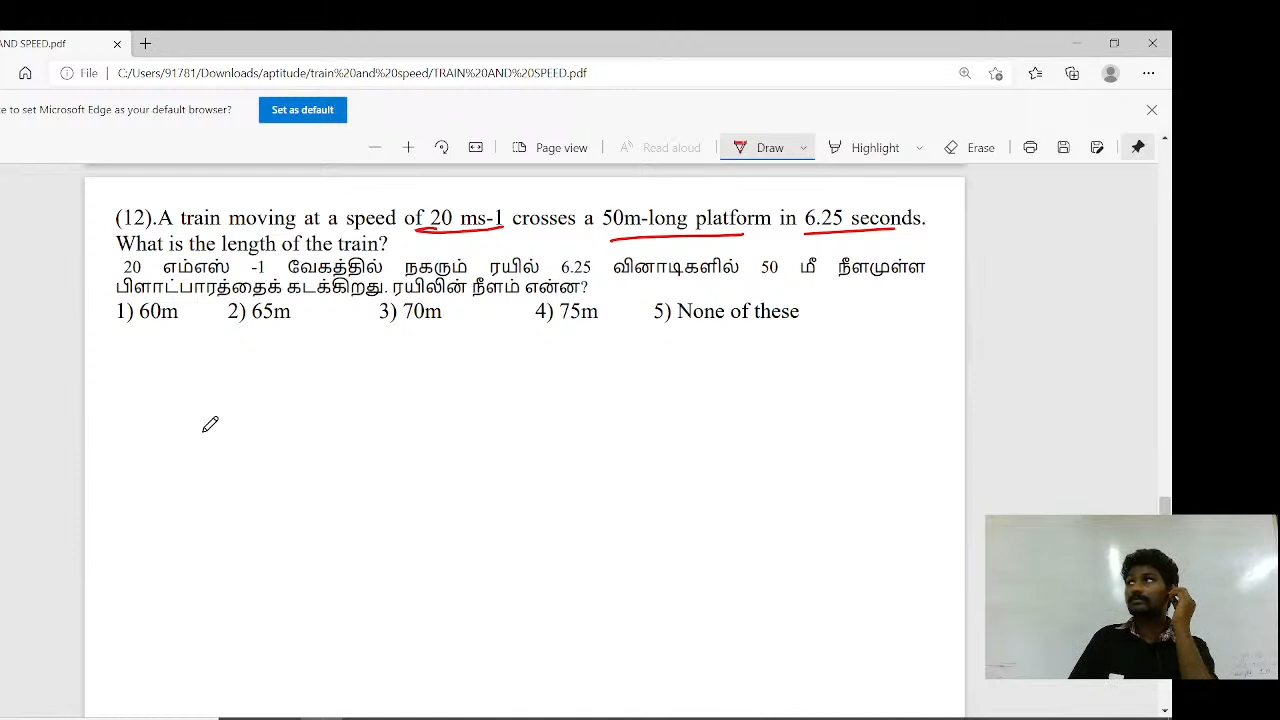 AND SPEED.pdf
File C:/Users/91781/Downloads/aptitude/train%20and%20speed/TRAIN%20AND%20SPEED.pdf
e to set Microsoft Edge as your default browser? Set as default
Page view Read aloud Draw Highlight Erase
(12).A train moving at a speed of 20 ms-1 crosses a 50m-long platform in 6.25 seconds.
What is the length of the train?
20 எம்எஸ் -1 வேகத்தில் நகரும் ரயில் 6.25 வினாடிகளில் 50 மீ நீளமுள்ள
பிளாட்பாரத்தைக் கடக்கிறது. ரயிலின் நீளம் என்ன?
1) 60m 2) 65m 3) 70m 4) 75m 5) None of these